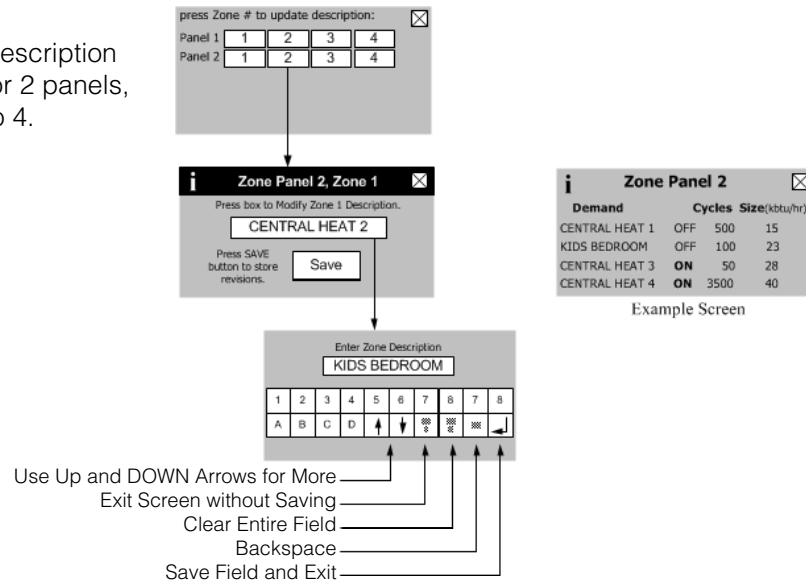 press Zone # to update description:
Panel 1 1 2 3 4
Panel 2 1 2 3 4
escription
r 2 panels,
4.
i Zone Panel 2, Zone 1
Press box to Modify Zone 1 Description.
CENTRAL HEAT 2
Press SAVE
button to store
revisions.
Save
i Zone Panel 2
Demand Cycles Size(kbtu/hr)
CENTRAL HEAT 1 OFF 500 15
KIDS BEDROOM OFF 100 23
CENTRAL HEAT 3 ON 50 28
CENTRAL HEAT 4 ON 3500 40
Example Screen
Enter Zone Description
KIDS BEDROOM
1 2 3 4 5 6 7 8 7 8
A B C D
Use Up and DOWN Arrows for More
Exit Screen without Saving
Clear Entire Field
Backspace
Save Field and Exit